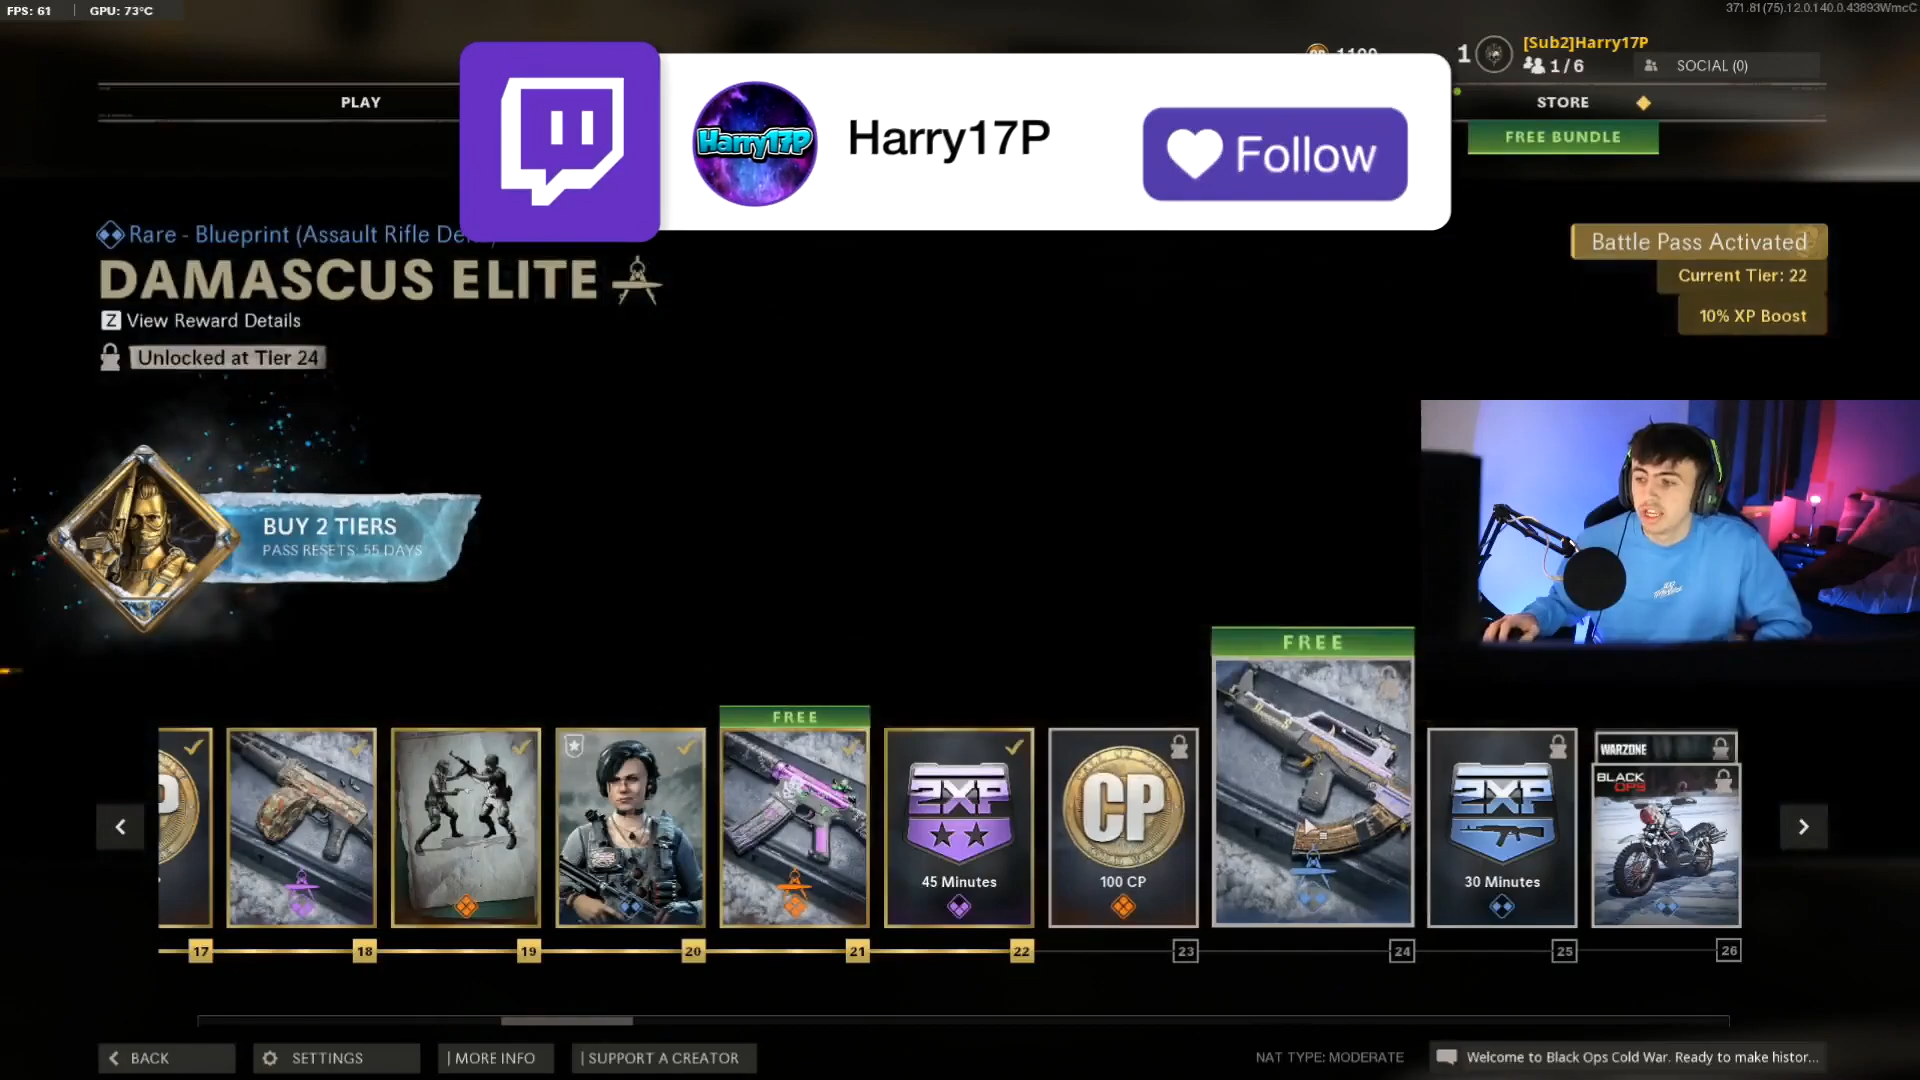 FPS: 61 | GPU: 73°C
371.81(75).12.0.140.0.43893WmcC
1
[Sub2]Harry17P
1 / 6
SOCIAL (0)
PLAY
STORE
FREE BUNDLE
Harry17P
Harry17P
Follow
Rare - Blueprint (Assault Rifle
DAMASCUS ELITE
Z View Reward Details
Unlocked at Tier 24
Battle Pass Activated
Current Tier: 22
10% XP Boost
BUY 2 TIERS
PASS RESETS: 55 DAYS
FREE
FREE
2XP
45 Minutes
CP
100 CP
2XP
30 Minutes
WARZONE
BLACK OPS
17 18 19 20 21 22 23 24 25 26
BACK
SETTINGS
| MORE INFO
| SUPPORT A CREATOR
NAT TYPE: MODERATE
Welcome to Black Ops Cold War. Ready to make histor...